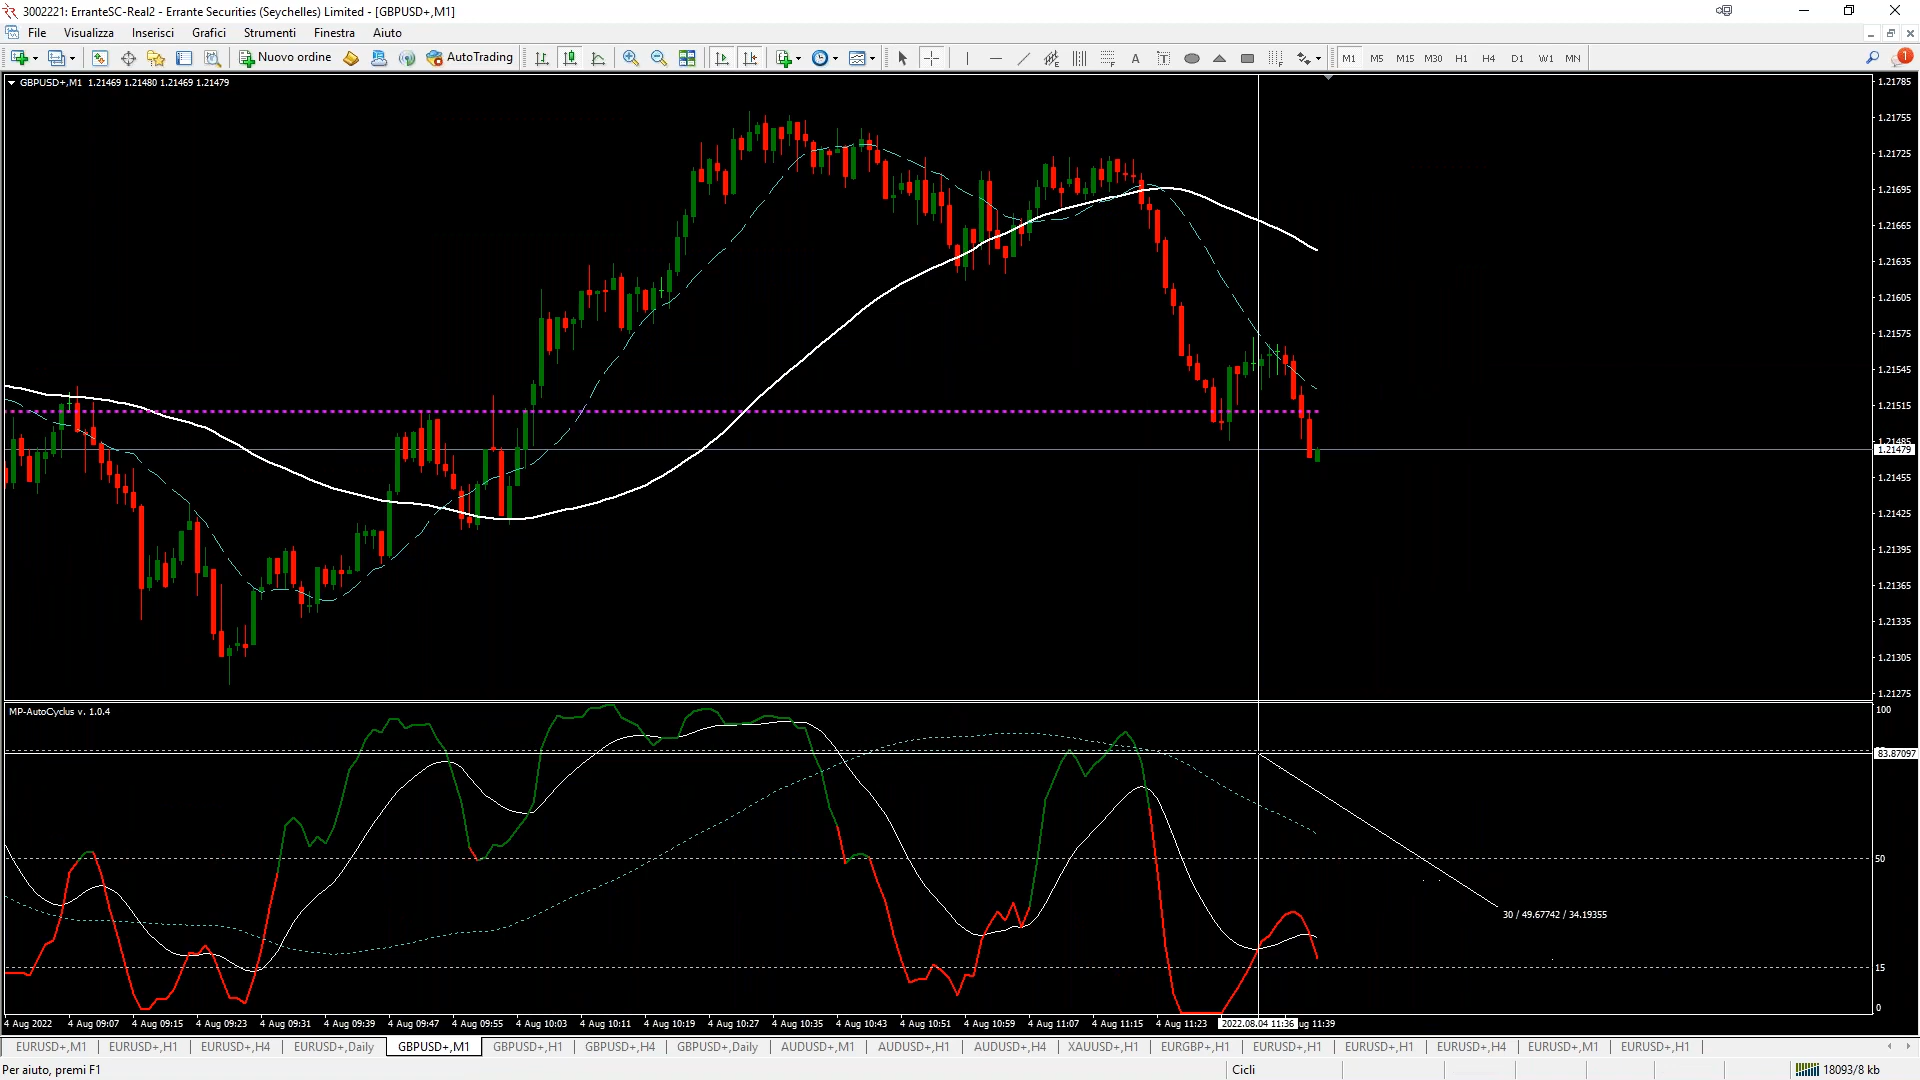 3002221: ErranteSC-Real2 - Errante Securities (Seychelles) Limited - [GBPUSD+,M1]
File Visualizza Inserisci Grafici Strumenti Finestra Aiuto
Nuovo ordine AutoTrading A T M1 M5 M15 M30 H1 H4 D1 W1 MN 1
GBPUSD+,M1 1.21469 1.21480 1.21469 1.21479
1.21785
1.21755
1.21725
1.21695
1.21665
1.21635
1.21605
1.21575
1.21545
1.21515
1.21485
1.21479
1.21455
1.21425
1.21395
1.21365
1.21335
1.21305
1.21275
MP-AutoCyclus v. 1.0.4
100
83.87097
50
30 / 49.67742 / 34.19355
15
0
4 Aug 2022 4 Aug 09:07 4 Aug 09:15 4 Aug 09:23 4 Aug 09:31 4 Aug 09:39 4 Aug 09:47 4 Aug 09:55 4 Aug 10:03 4 Aug 10:11 4 Aug 10:19 4 Aug 10:27 4 Aug 10:35 4 Aug 10:43 4 Aug 10:51 4 Aug 10:59 4 Aug 11:07 4 Aug 11:15 4 Aug 11:23 2022.08.04 11:36 ug 11:39
EURUSD+,M1 EURUSD+,H1 EURUSD+,H4 EURUSD+,Daily GBPUSD+,M1 GBPUSD+,H1 GBPUSD+,H4 GBPUSD+,Daily AUDUSD+,M1 AUDUSD+,H1 AUDUSD+,H4 XAUUSD+,H1 EURGBP+,H1 EURUSD+,H1 EURUSD+,H1 EURUSD+,H4 EURUSD+,M1 EURUSD+,H1
Per aiuto, premi F1 Cicli 18093/8 kb